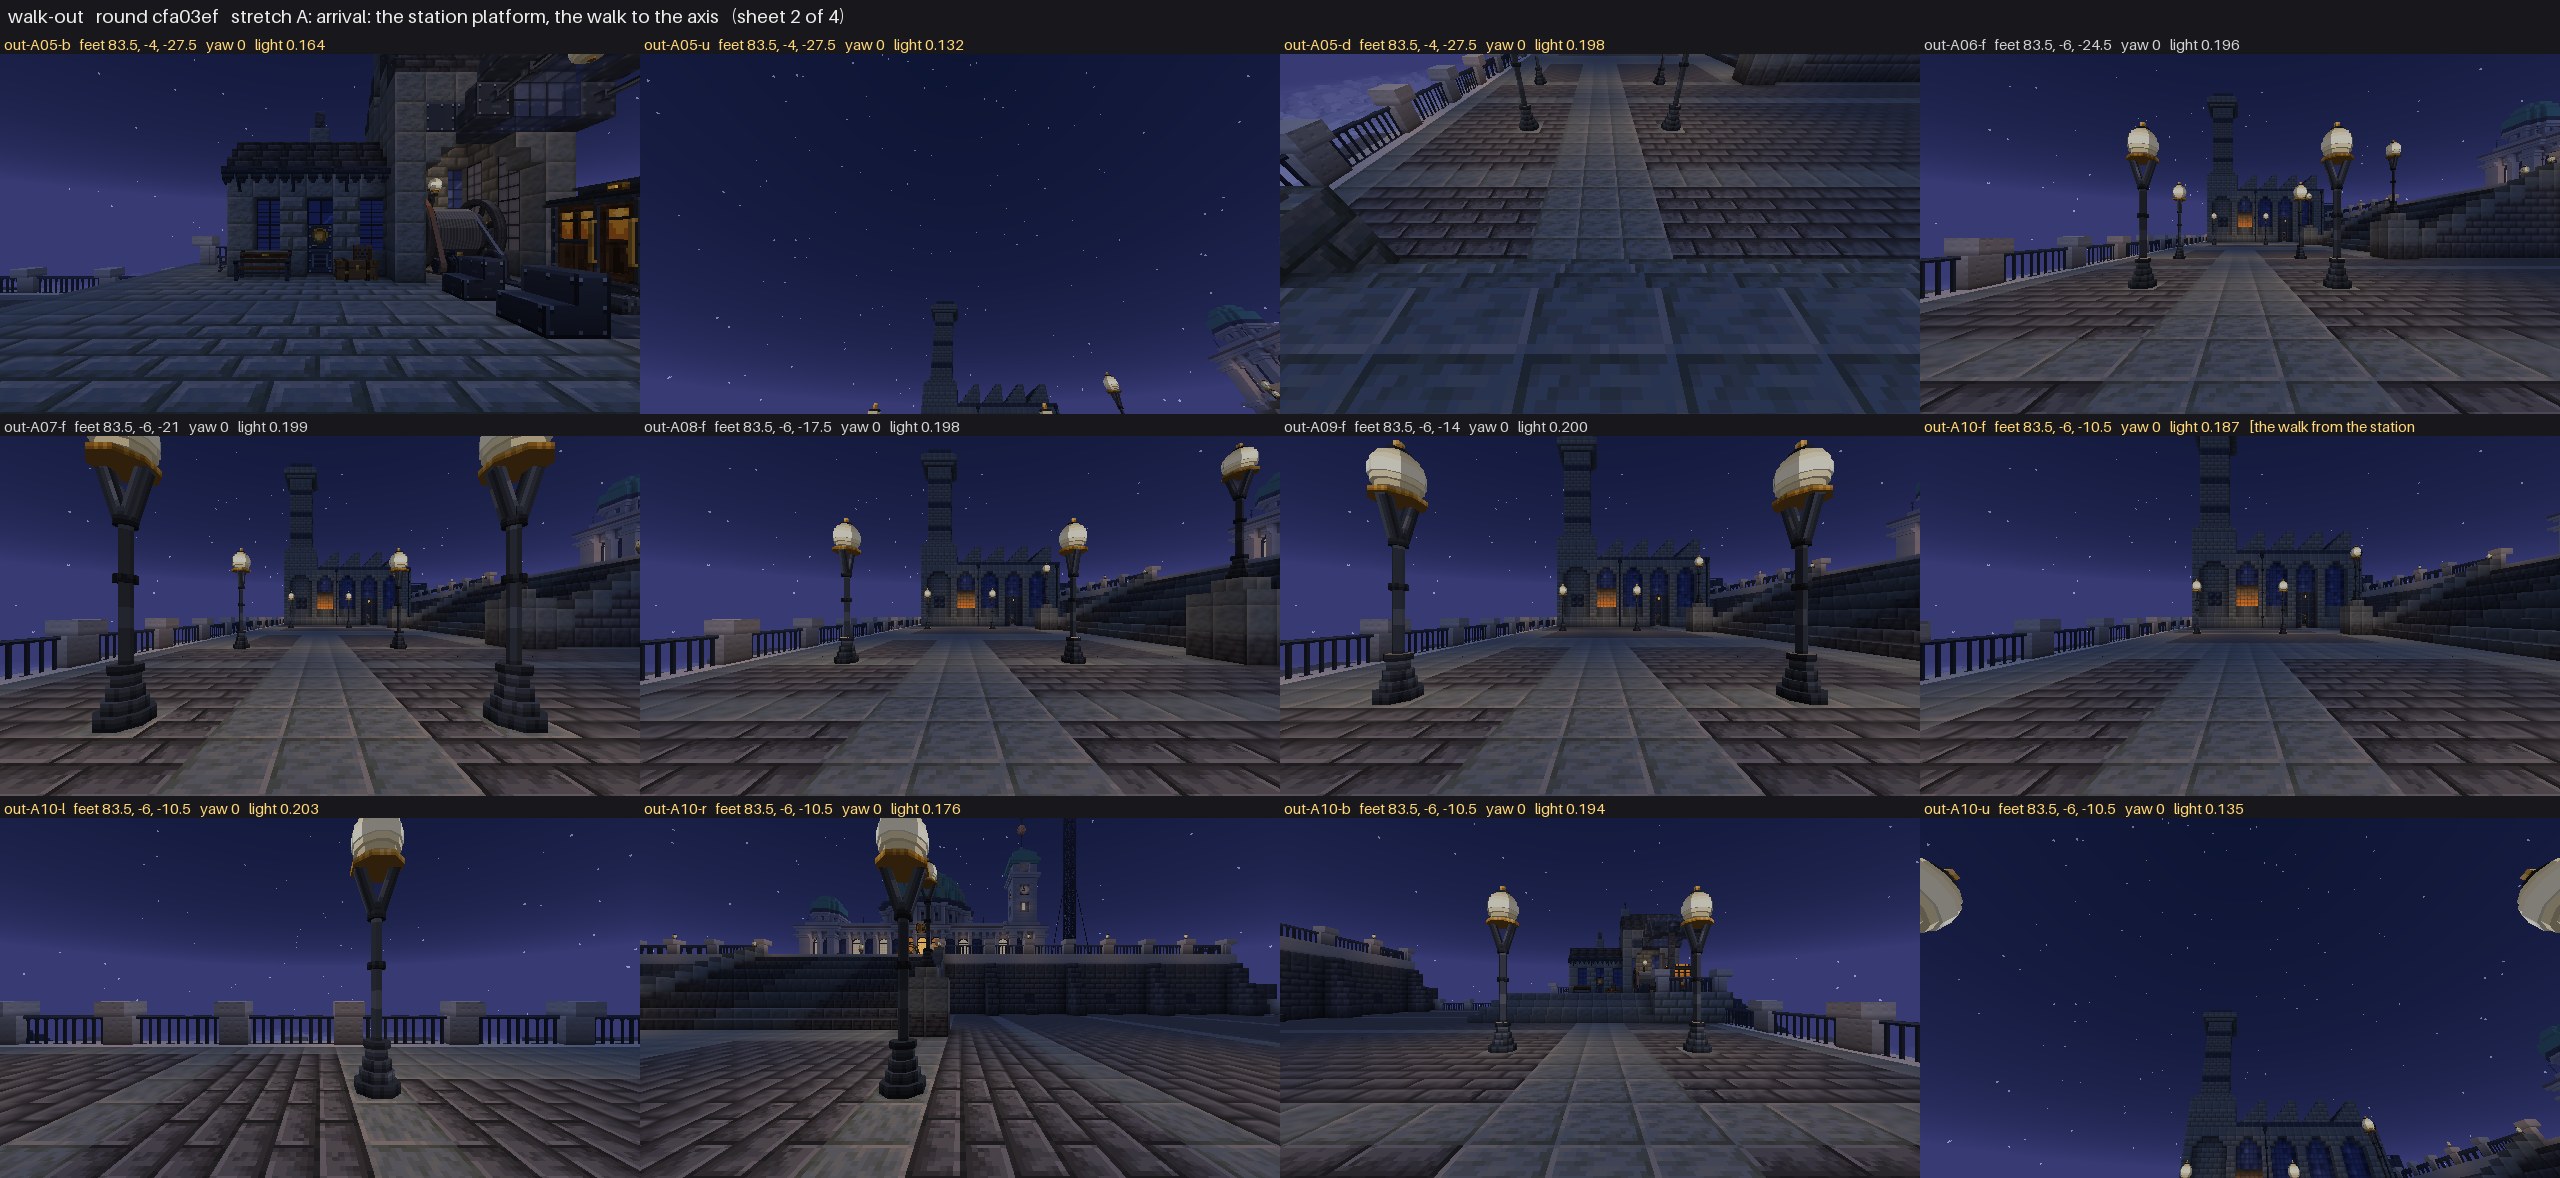 walk-out round cfa03ef stretch A: arrival: the station platform, the walk to the axis (sheet 2 of 4)
out-A05-b feet 83.5, -4, -27.5 yaw 0 light 0.164
out-A05-u feet 83.5, -4, -27.5 yaw 0 light 0.132
out-A05-d feet 83.5, -4, -27.5 yaw 0 light 0.198
out-A06-f feet 83.5, -6, -24.5 yaw 0 light 0.196
out-A07-f feet 83.5, -6, -21 yaw 0 light 0.199
out-A08-f feet 83.5, -6, -17.5 yaw 0 light 0.198
out-A09-f feet 83.5, -6, -14 yaw 0 light 0.200
out-A10-f feet 83.5, -6, -10.5 yaw 0 light 0.187 [the walk from the station
out-A10-l feet 83.5, -6, -10.5 yaw 0 light 0.203
out-A10-r feet 83.5, -6, -10.5 yaw 0 light 0.176
out-A10-b feet 83.5, -6, -10.5 yaw 0 light 0.194
out-A10-u feet 83.5, -6, -10.5 yaw 0 light 0.135